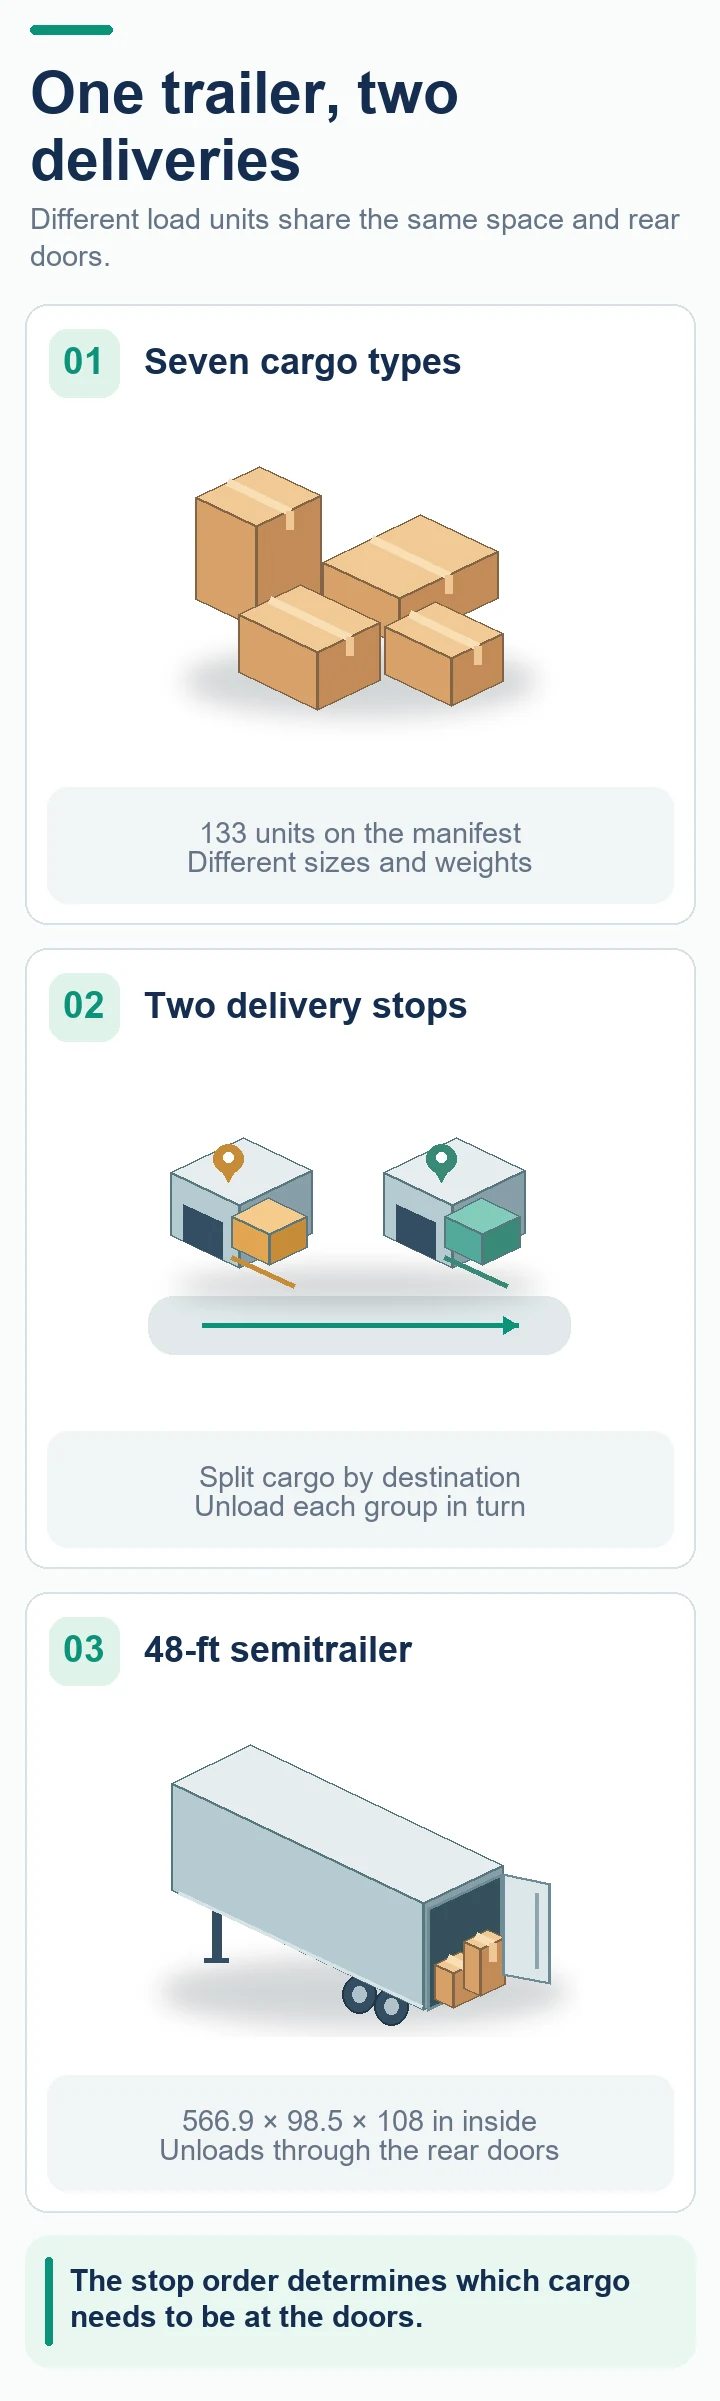 One trailer, two
deliveries
Different load units share the same space and rear
doors.
01
Seven cargo types
133 units on the manifest
Different sizes and weights
02
Two delivery stops
Split cargo by destination
Unload each group in turn
03
48-ft semitrailer
566.9 × 98.5 × 108 in inside
Unloads through the rear doors
The stop order determines which cargo
needs to be at the doors.